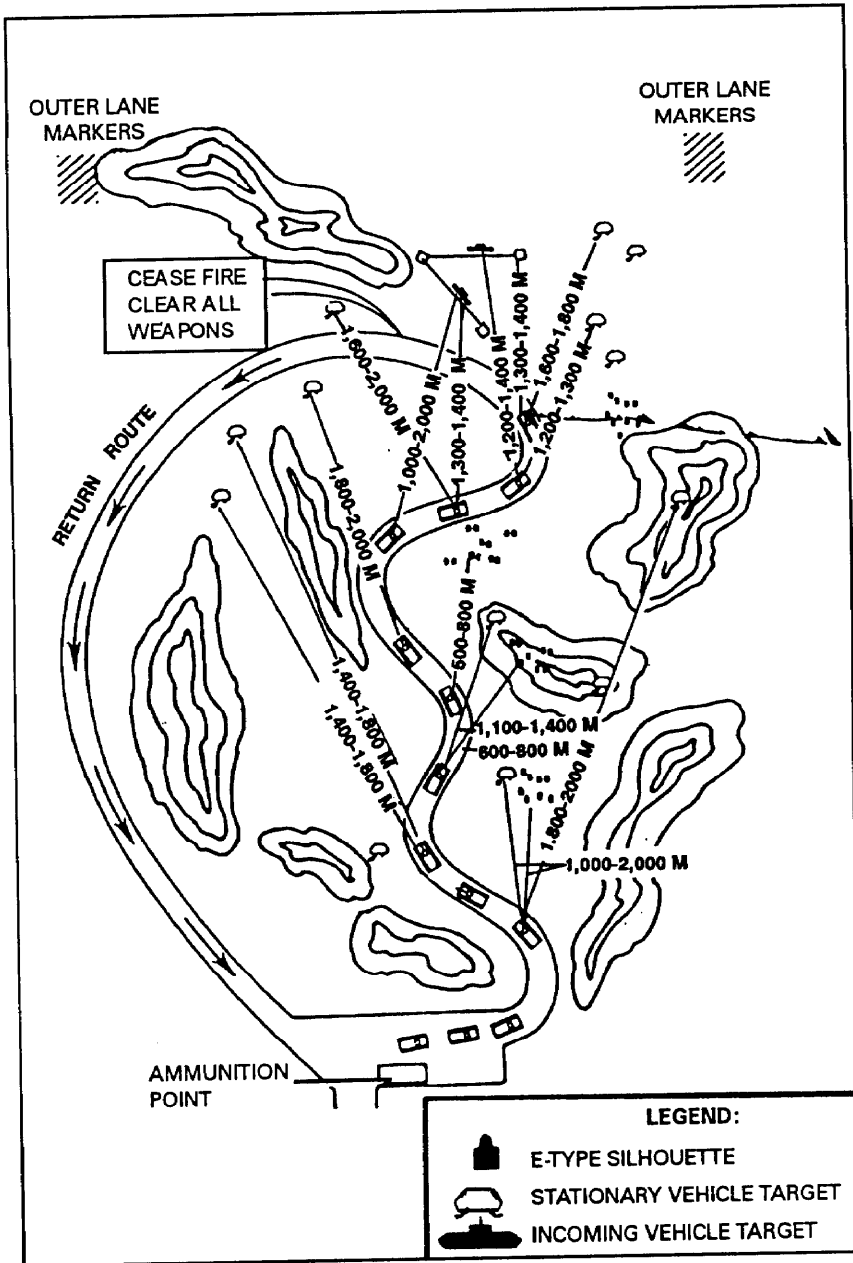 OUTER LANE
MARKERS
OUTER LANE
MARKERS
CEASE FIRE
CLEAR ALL
WEAPONS
RETURN ROUTE
1,600-2,000 M
1,000-2,000 M
1,300-1,400 M
1,200-1,400 M
1,300-1,400 M
1,600-1,800 M
1,200-1,300 M
1,800-2,000 M
500-800 M
1,400-1,800 M
1,400-1,800 M
1,100-1,400 M
600-800 M
1.800-2000 M
1,000-2,000 M
AMMUNITION
POINT
LEGEND:
E-TYPE SILHOUETTE
STATIONARY VEHICLE TARGET
INCOMING VEHICLE TARGET